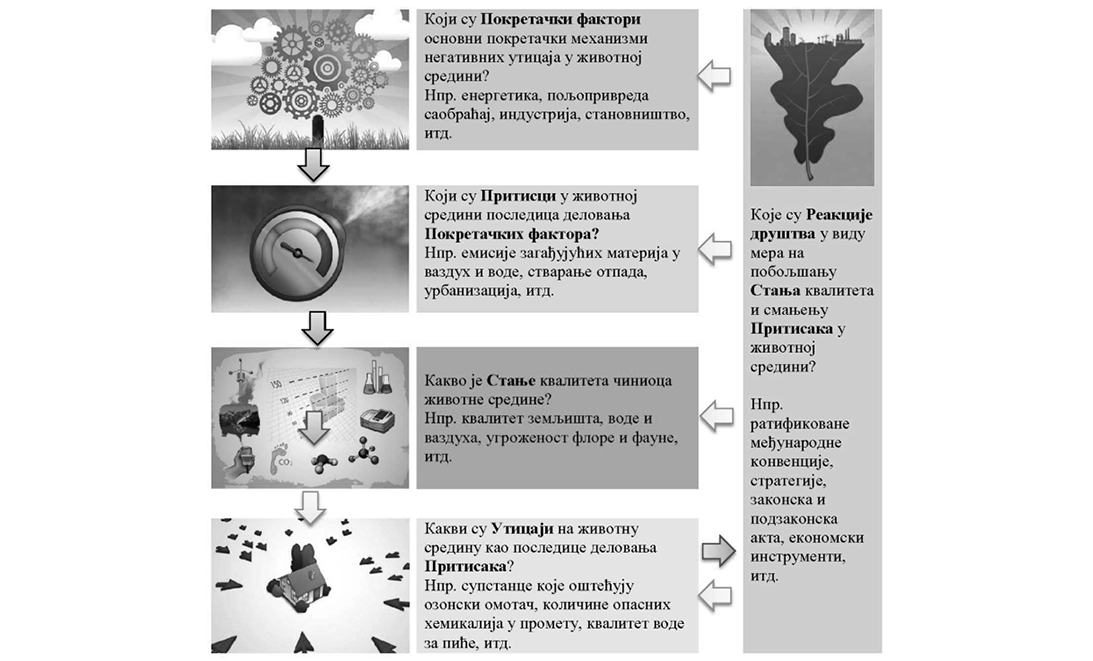 Који су Покретачки фактори
основни покретачки механизми
негативних утицаја у животној
средини?
Нпр. енергетика, пољопривреда
саобраћај, индустрија, становништво,
итд.
Који су Притисци у животној
средини последица деловања
Покретачких фактора?
Нпр. емисије загађујућих материја у
ваздух и воде, стварање отпада,
урбанизација, итд.
150
120
90
CO₂
Какво је Стање квалитета чиниоца
животне средине?
Нпр. квалитет земљишта, воде и
ваздуха, угроженост флоре и фауне,
итд.
Какви су Утицаји на животну
средину као последице деловања
Притисака?
Нпр. супстанце које оштећују
озонски омотач, количине опасних
хемикалија у промету, квалитет воде
за пиће, итд.
Које су Реакције
друштва у виду
мера на
побољшању
Стања квалитета
и смањењу
Притисака у
животној
средини?
Нпр.
ратификоване
међународне
конвенције,
стратегије,
законска и
подзаконска
акта, економски
инструменти,
итд.